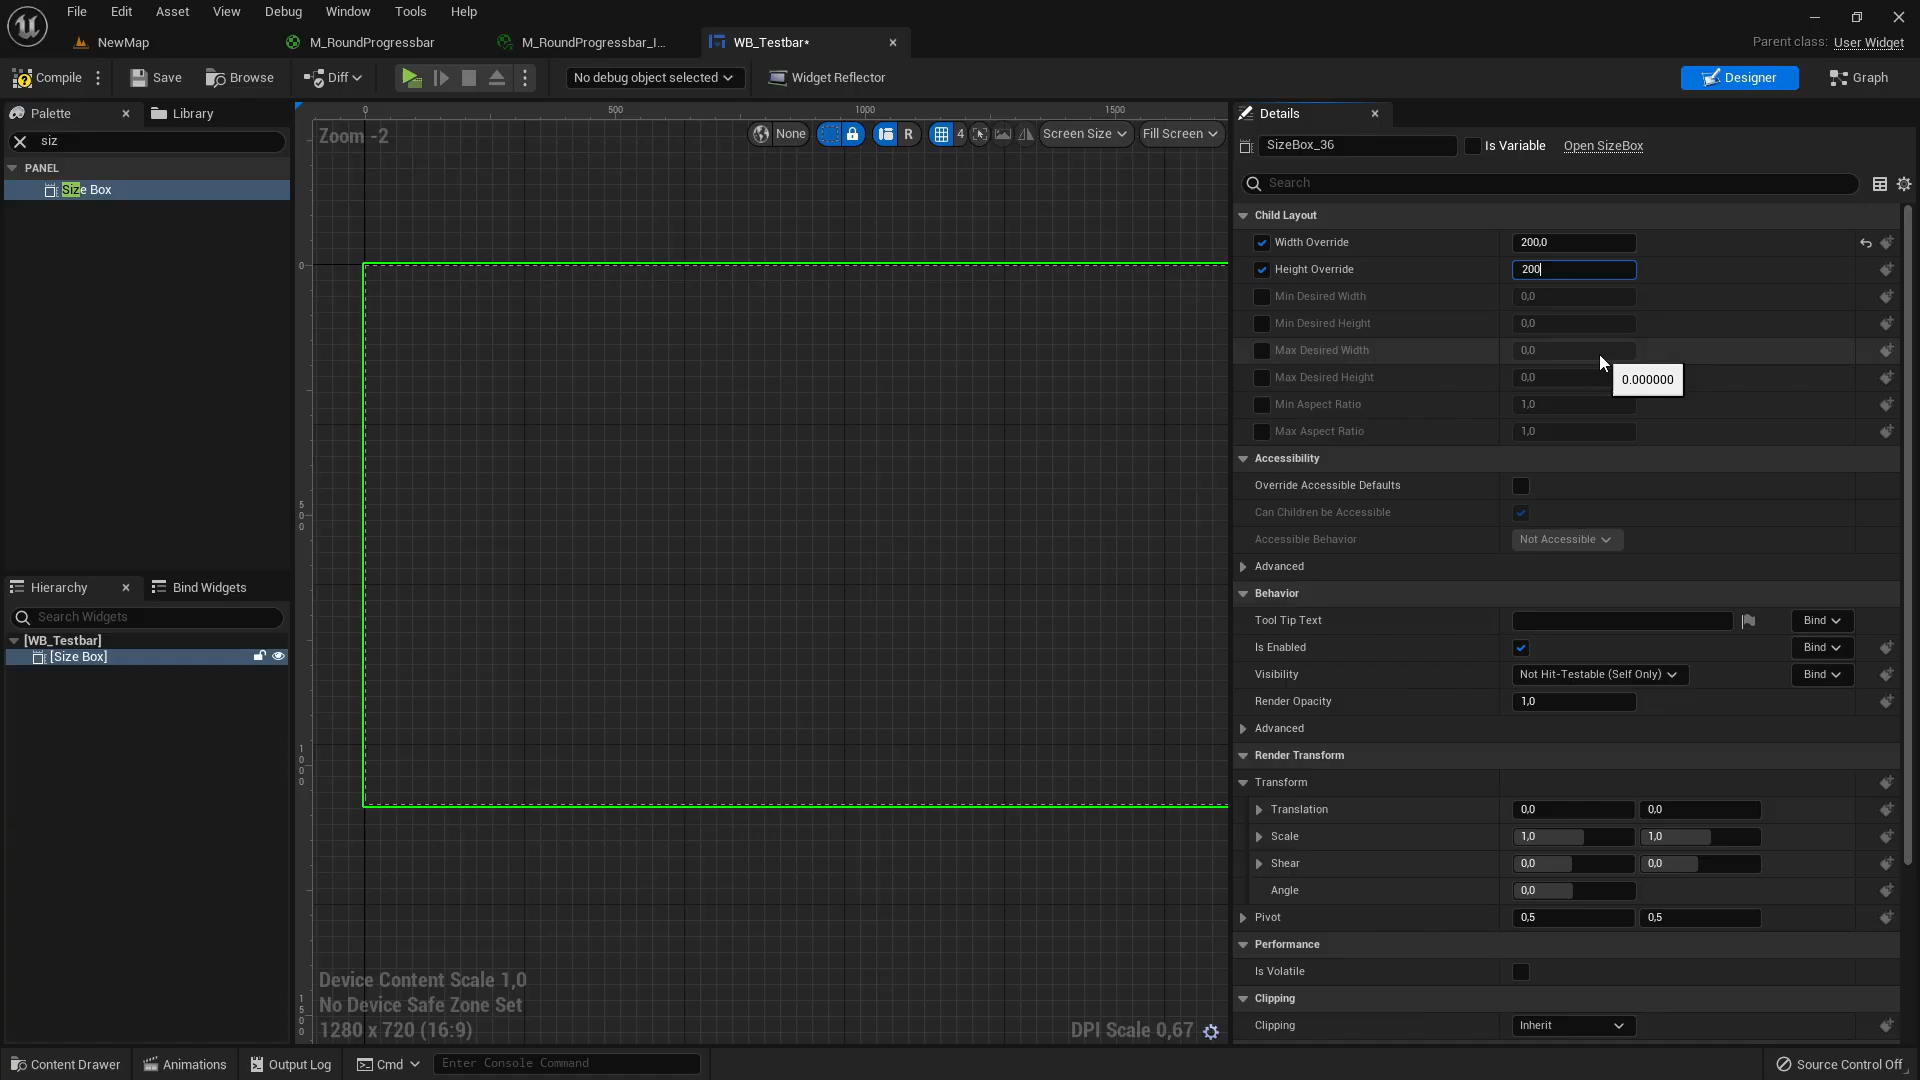 File Edit Asset View Debug Window Tools Help
NewMap M_RoundProgressbar M_RoundProgressbar_I... WB_Testbar* Parent class: User Widget
Compile Save Browse Diff No debug object selected Widget Reflector Designer Graph
Palette Library
siz
PANEL
Size Box
Hierarchy Bind Widgets
Search Widgets
[WB_Testbar]
[Size Box]
0 500 1000 1500
Zoom -2
None R 4 Screen Size Fill Screen
0
500
1000
1500
Device Content Scale 1,0
No Device Safe Zone Set
1280 x 720 (16:9)
DPI Scale 0,67
Details
SizeBox_36 Is Variable Open SizeBox
Search
Child Layout
Width Override 200,0
Height Override 200
Min Desired Width 0,0
Min Desired Height 0,0
Max Desired Width 0,0
Max Desired Height 0,0
0.000000
Min Aspect Ratio 1,0
Max Aspect Ratio 1,0
Accessibility
Override Accessible Defaults
Can Children be Accessible
Accessible Behavior Not Accessible
Advanced
Behavior
Tool Tip Text Bind
Is Enabled Bind
Visibility Not Hit-Testable (Self Only) Bind
Render Opacity 1,0
Advanced
Render Transform
Transform
Translation 0,0 0,0
Scale 1,0 1,0
Shear 0,0 0,0
Angle 0,0
Pivot 0,5 0,5
Performance
Is Volatile
Clipping
Clipping Inherit
Content Drawer Animations Output Log Cmd Enter Console Command Source Control Off